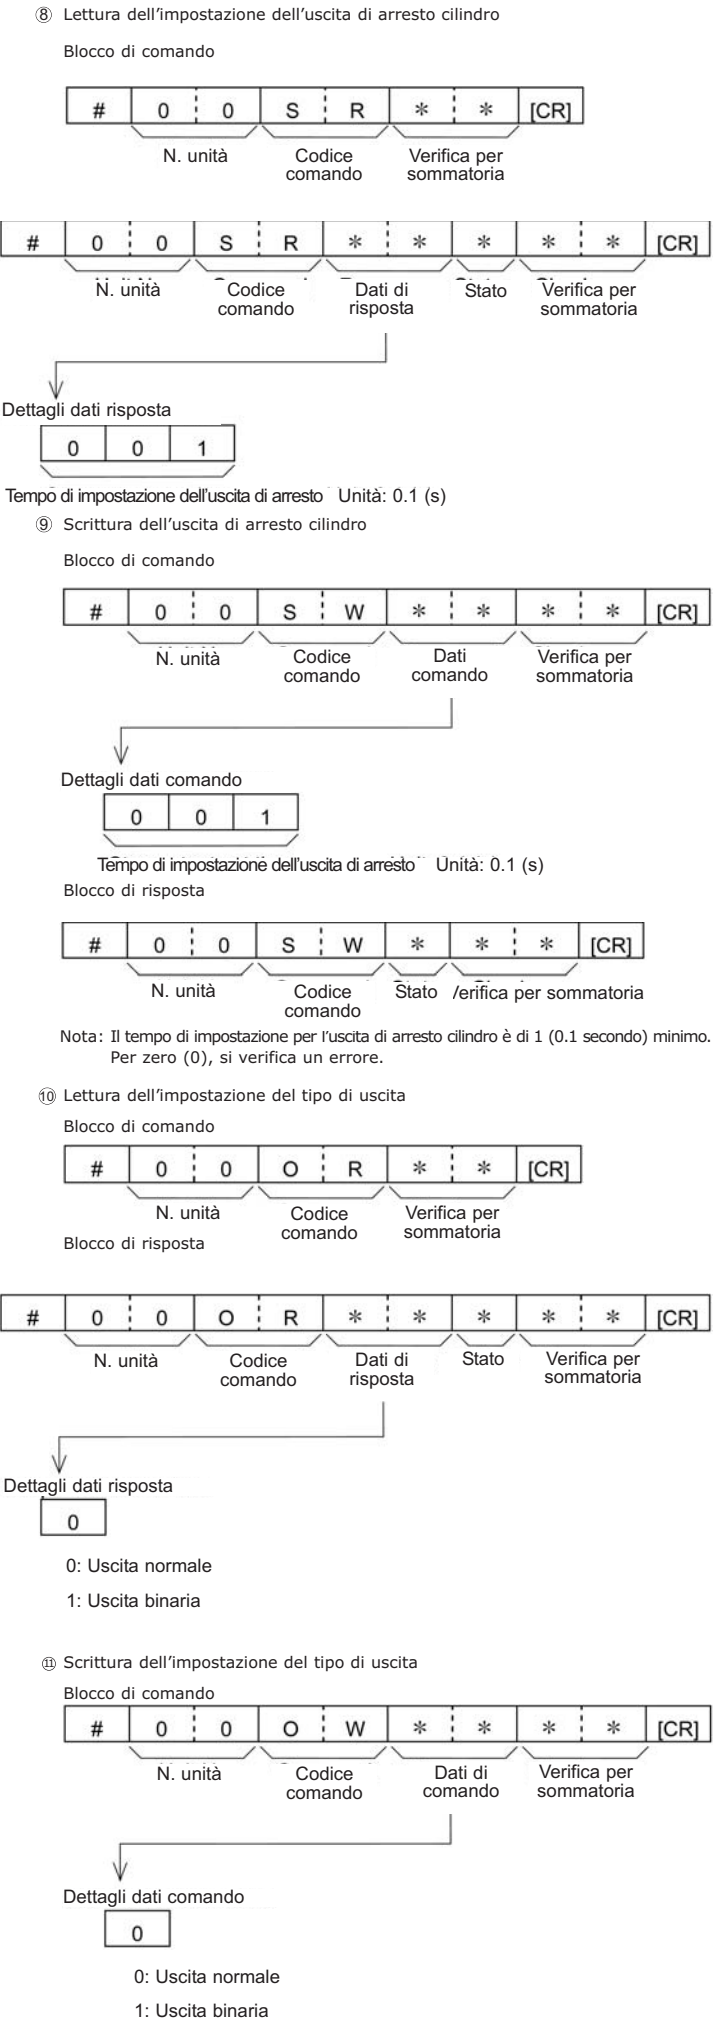 ⑧ Lettura dell'impostazione dell'uscita di arresto cilindro
Blocco di comando
# 0 0 S R ＊ ＊ [CR]
N. unità Codice comando Verifica per sommatoria
# 0 0 S R ＊ ＊ ＊ ＊ ＊ [CR]
N. unità Codice comando Dati di risposta Stato Verifica per sommatoria
Dettagli dati risposta
0 0 1
Tempo di impostazione dell'uscita di arresto Unità: 0.1 (s)
⑨ Scrittura dell'uscita di arresto cilindro
Blocco di comando
# 0 0 S W ＊ ＊ ＊ ＊ [CR]
N. unità Codice comando Dati comando Verifica per sommatoria
Dettagli dati comando
0 0 1
Tempo di impostazione dell'uscita di arresto Unità: 0.1 (s)
Blocco di risposta
# 0 0 S W ＊ ＊ ＊ [CR]
N. unità Codice comando Stato Verifica per sommatoria
Nota: Il tempo di impostazione per l'uscita di arresto cilindro è di 1 (0.1 secondo) minimo.
Per zero (0), si verifica un errore.
⑩ Lettura dell'impostazione del tipo di uscita
Blocco di comando
# 0 0 O R ＊ ＊ [CR]
N. unità Codice comando Verifica per sommatoria
Blocco di risposta
# 0 0 O R ＊ ＊ ＊ ＊ ＊ [CR]
N. unità Codice comando Dati di risposta Stato Verifica per sommatoria
Dettagli dati risposta
0
0: Uscita normale
1: Uscita binaria
⑪ Scrittura dell'impostazione del tipo di uscita
Blocco di comando
# 0 0 O W ＊ ＊ ＊ ＊ [CR]
N. unità Codice comando Dati di comando Verifica per sommatoria
Dettagli dati comando
0
0: Uscita normale
1: Uscita binaria